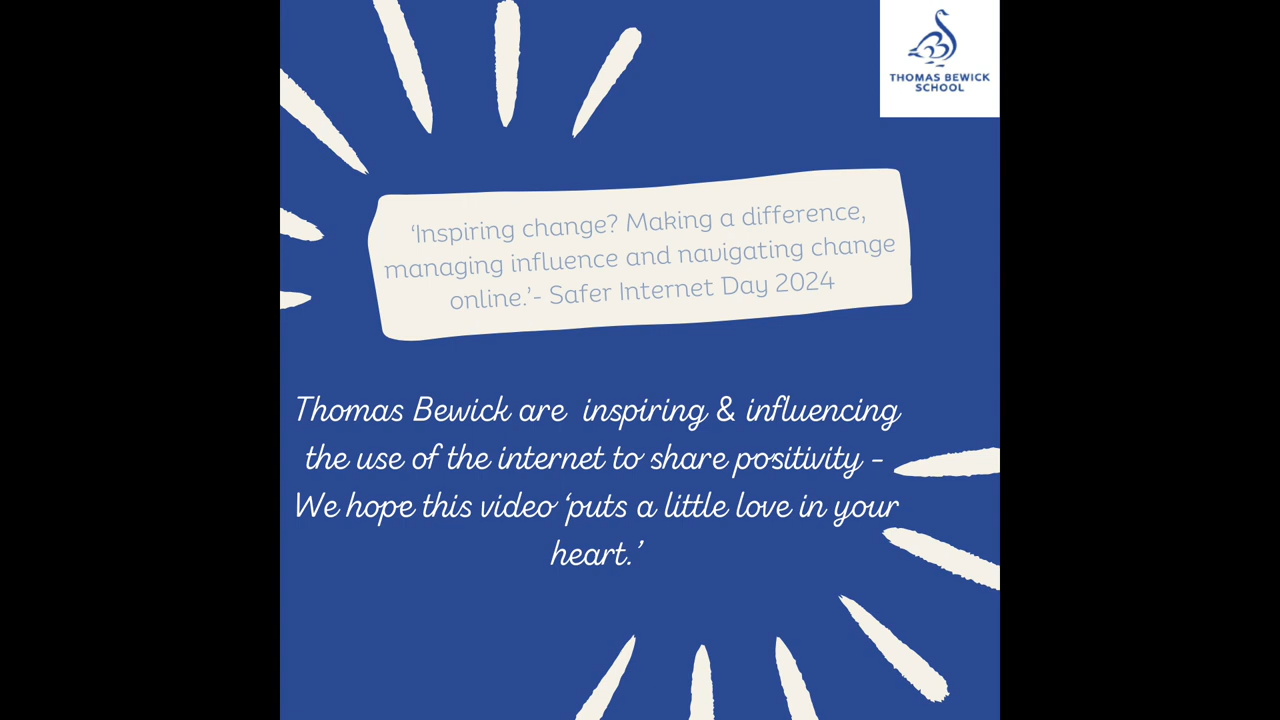 THOMAS BEWICK
SCHOOL
‘Inspiring change? Making a difference,
managing influence and navigating change
online.’- Safer Internet Day 2024
Thomas Bewick are  inspiring & influencing
the use of the internet to share positivity -
We hope this video ‘puts a little love in your
heart.’